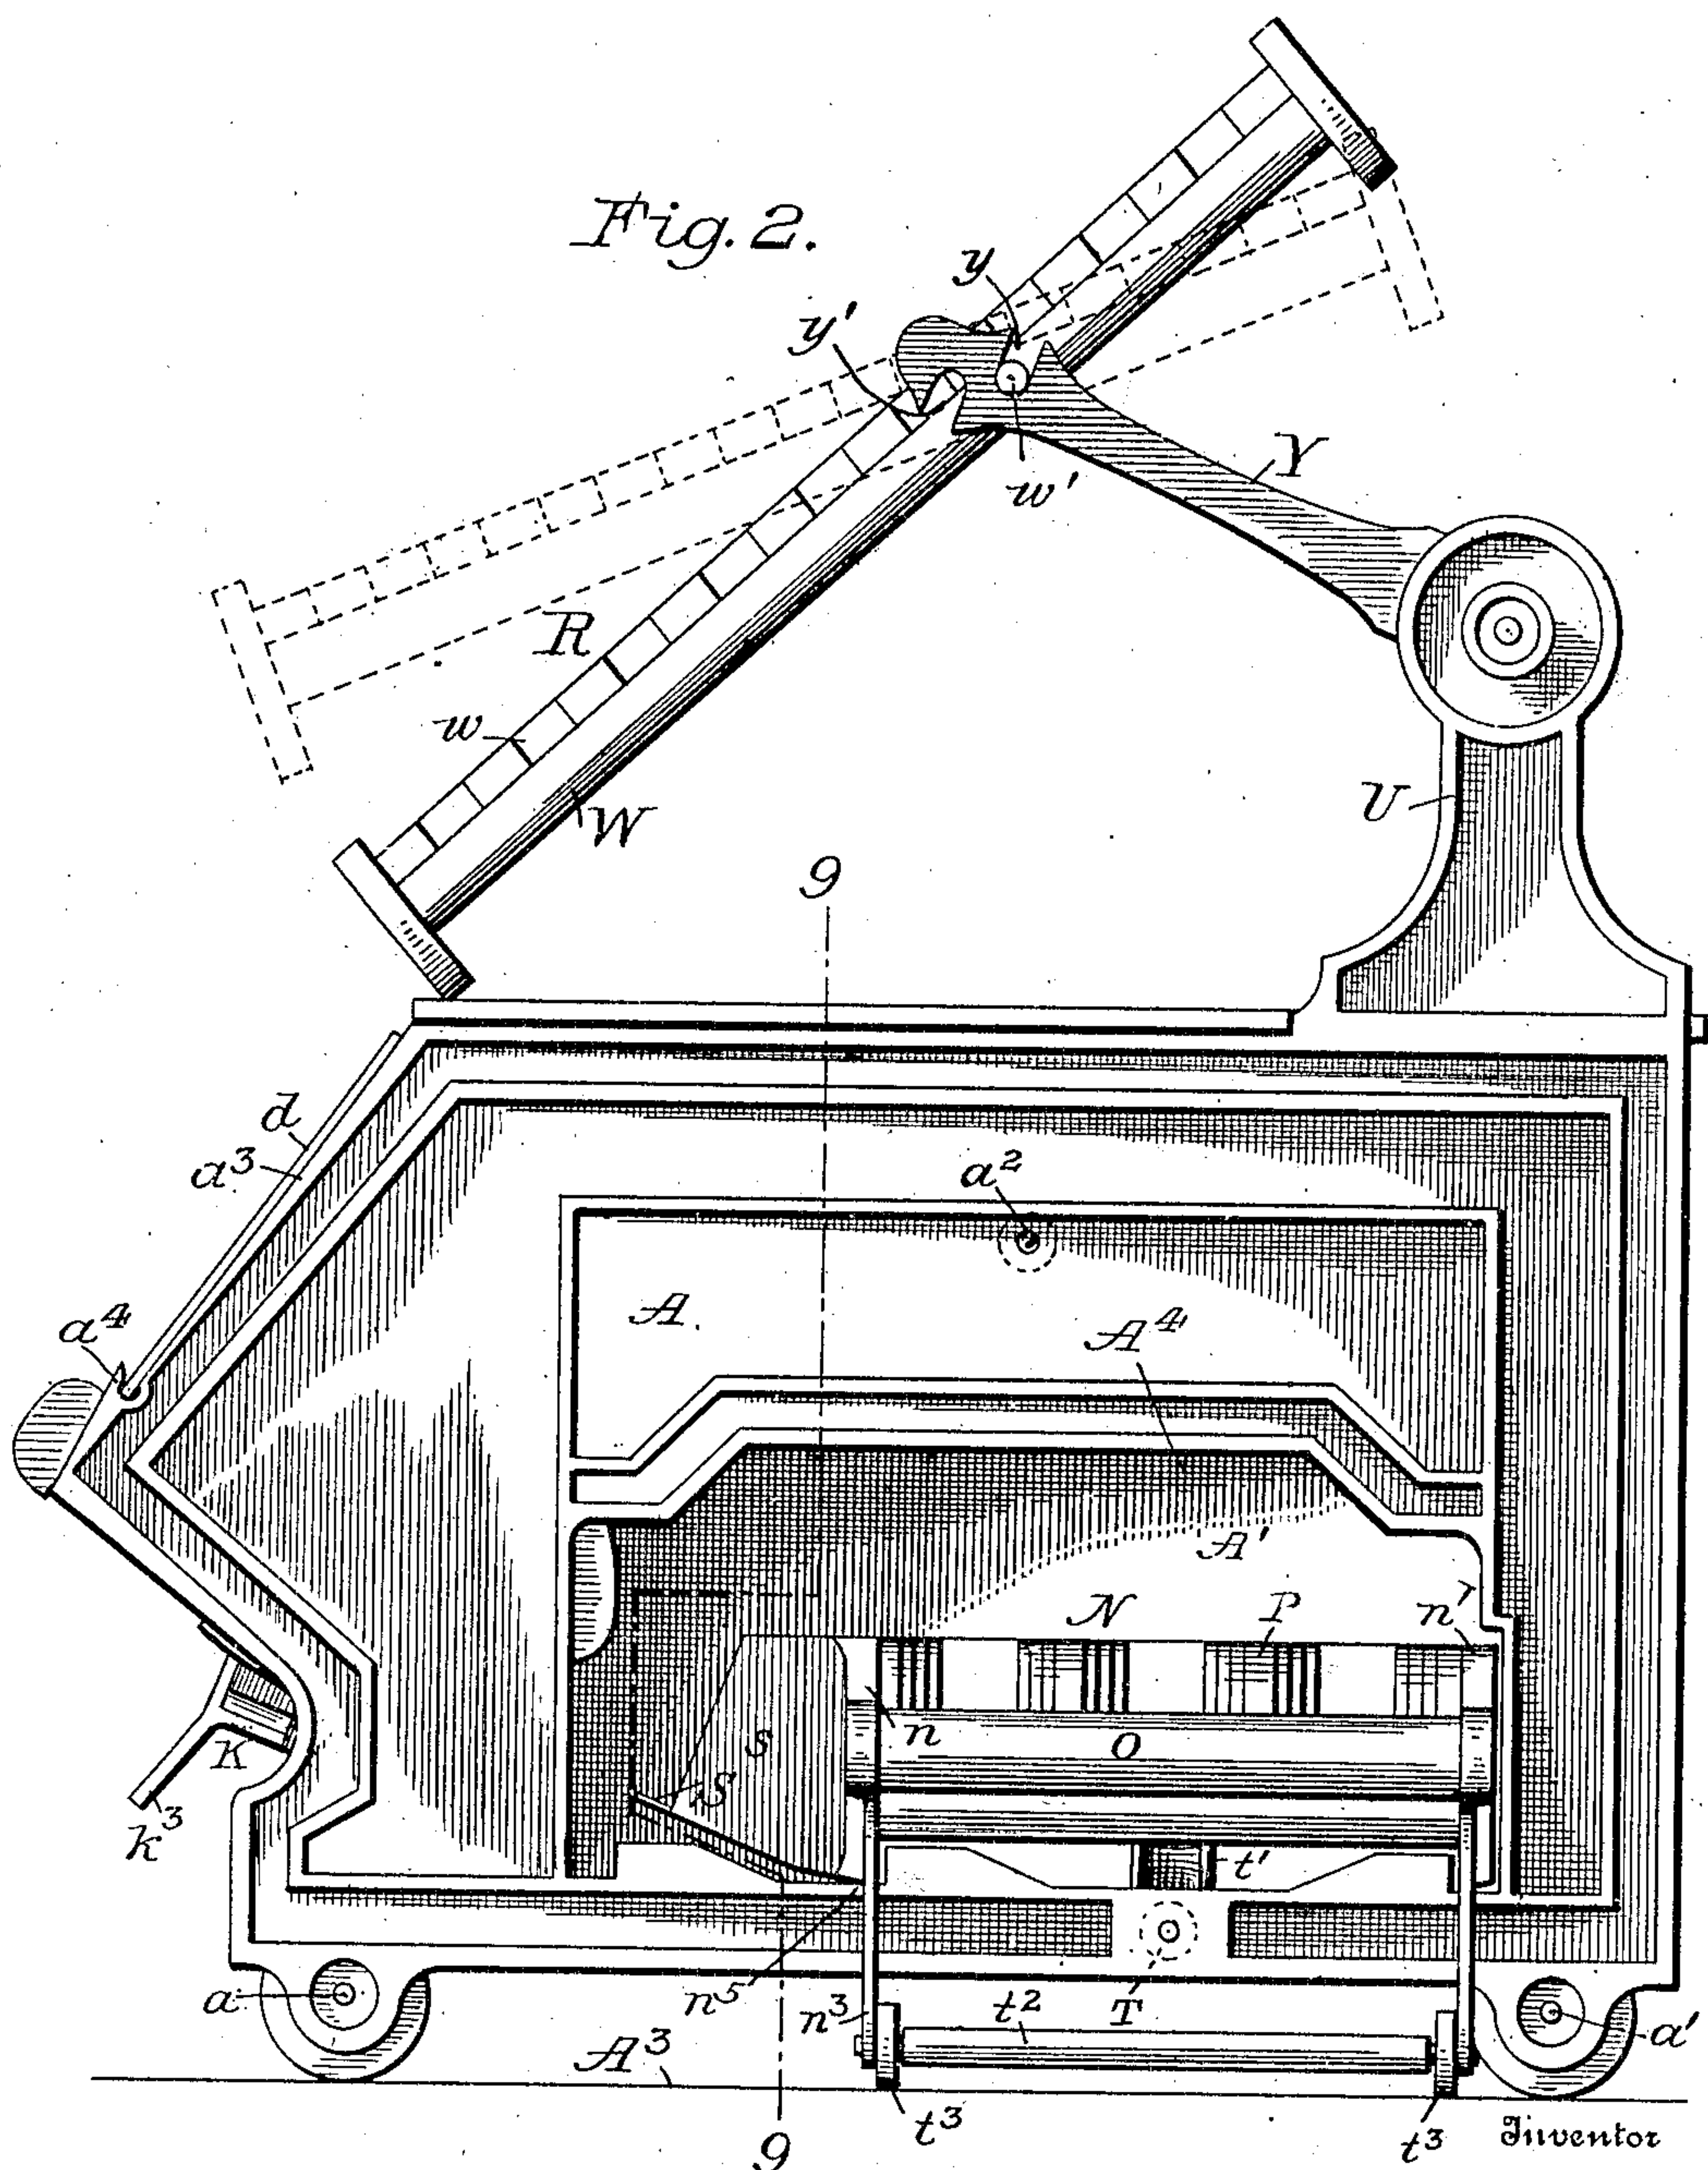 Fig. 2.
y
y'
w'
Y
R
w
W
U
9
d
a³
a²
a⁴
A.
A⁴
A'
N
P
n'
n
O
s
S
K
k³
t'
a
n⁵
n³
t²
T
a'
A³
t³
t³
9
Inventor